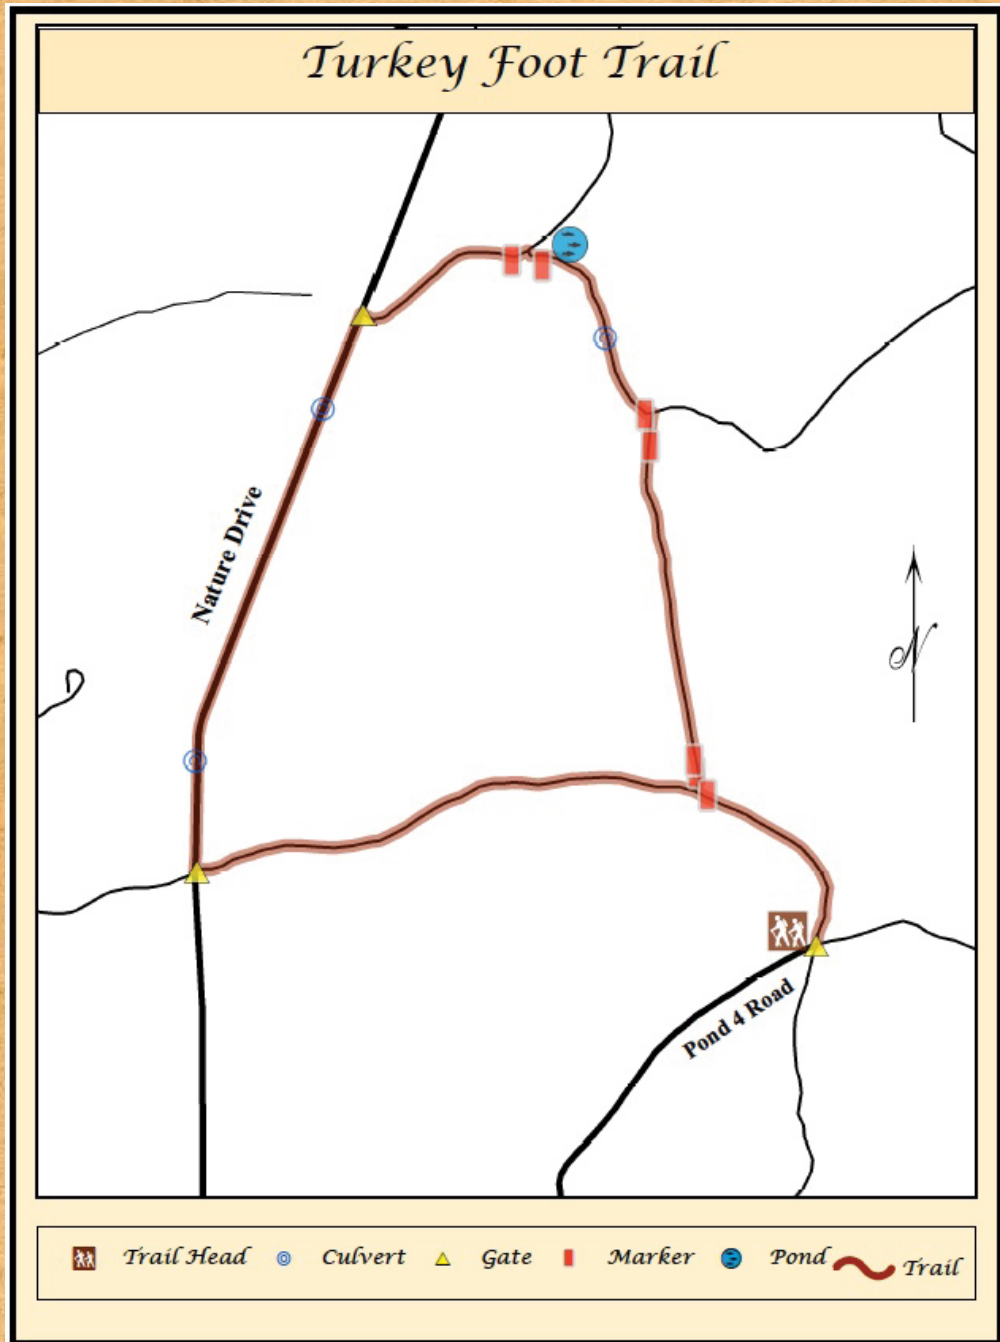 Turkey Foot Trail
Nature Drive
N
Pond 4 Road
Trail Head Culvert Gate Marker Pond Trail